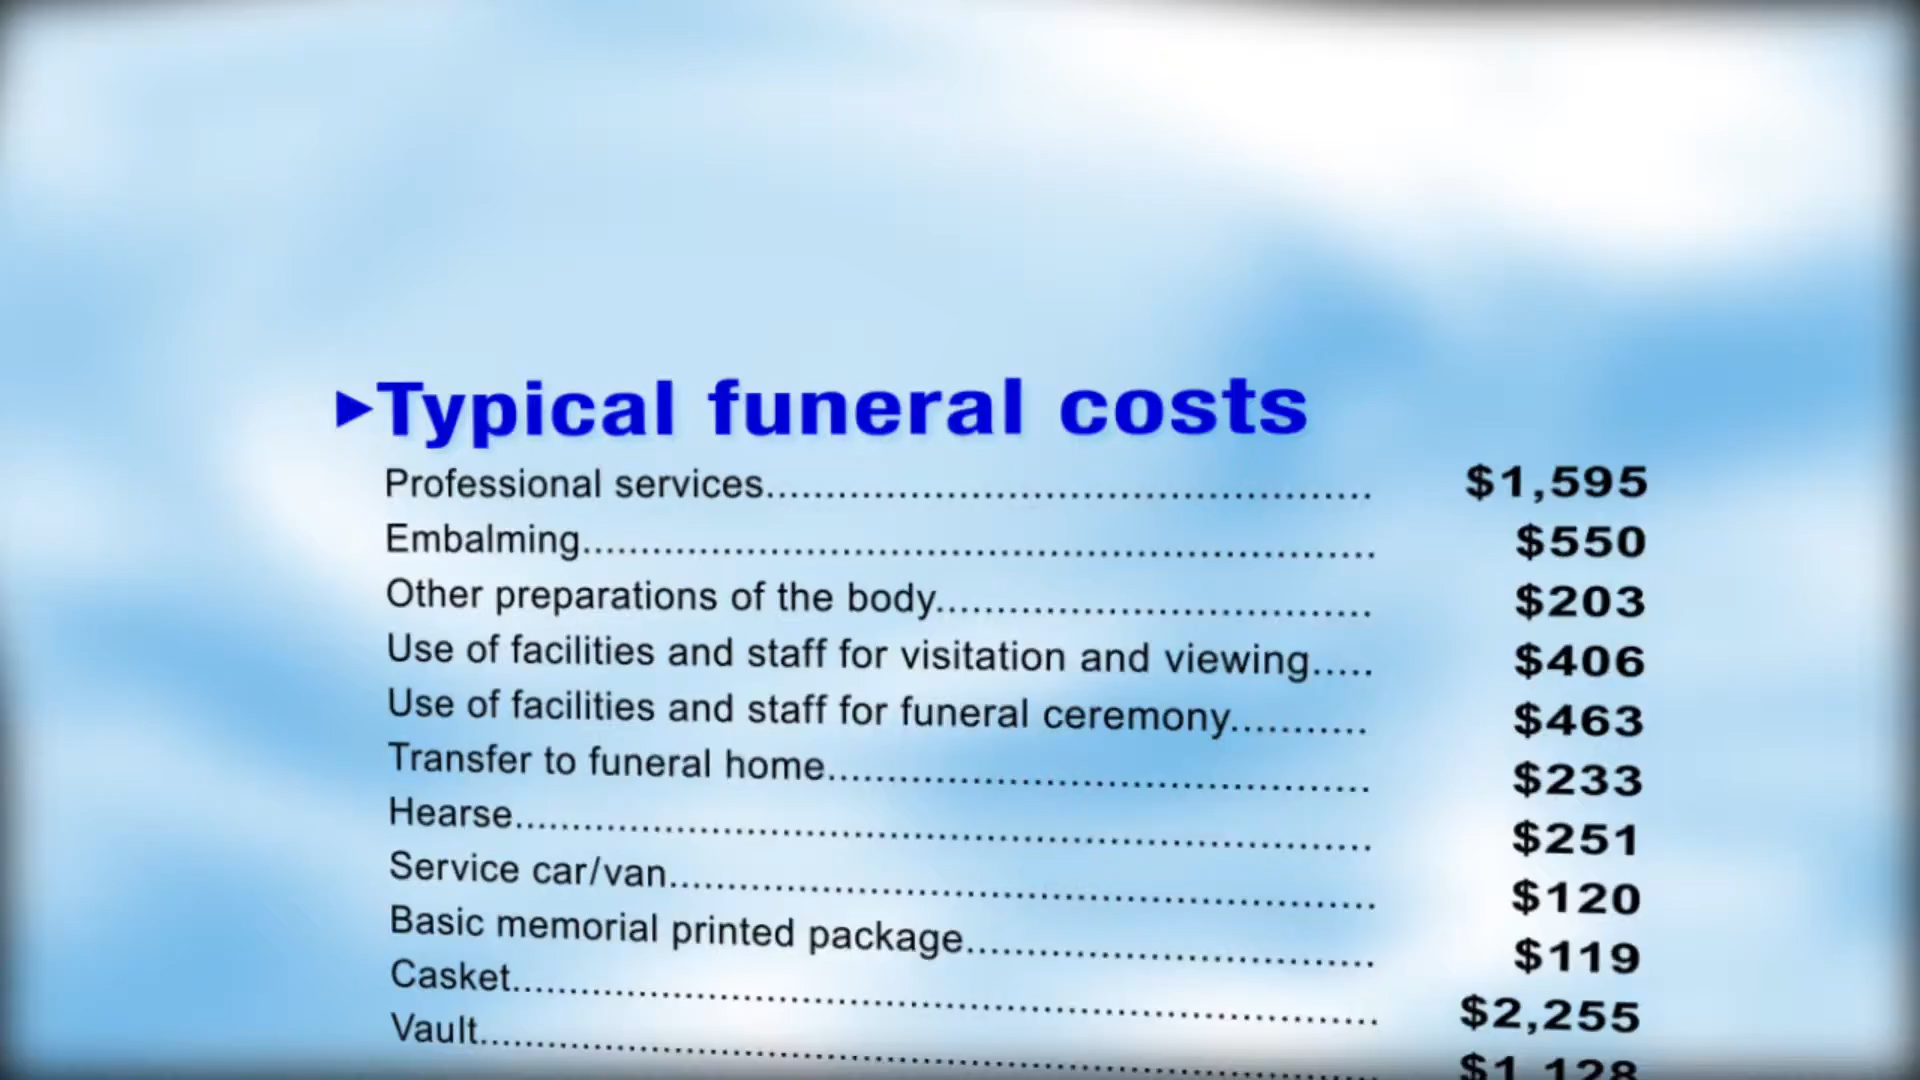 ▶Typical funeral costs
Professional services.................................................. $1,595
Embalming.................................................................. $550
Other preparations of the body.................................... $203
Use of facilities and staff for visitation and viewing..... $406
Use of facilities and staff for funeral ceremony........... $463
Transfer to funeral home............................................. $233
Hearse........................................................................ $251
Service car/van........................................................... $120
Basic memorial printed package.................................. $119
Casket........................................................................ $2,255
Vault........................................................................... $1,128